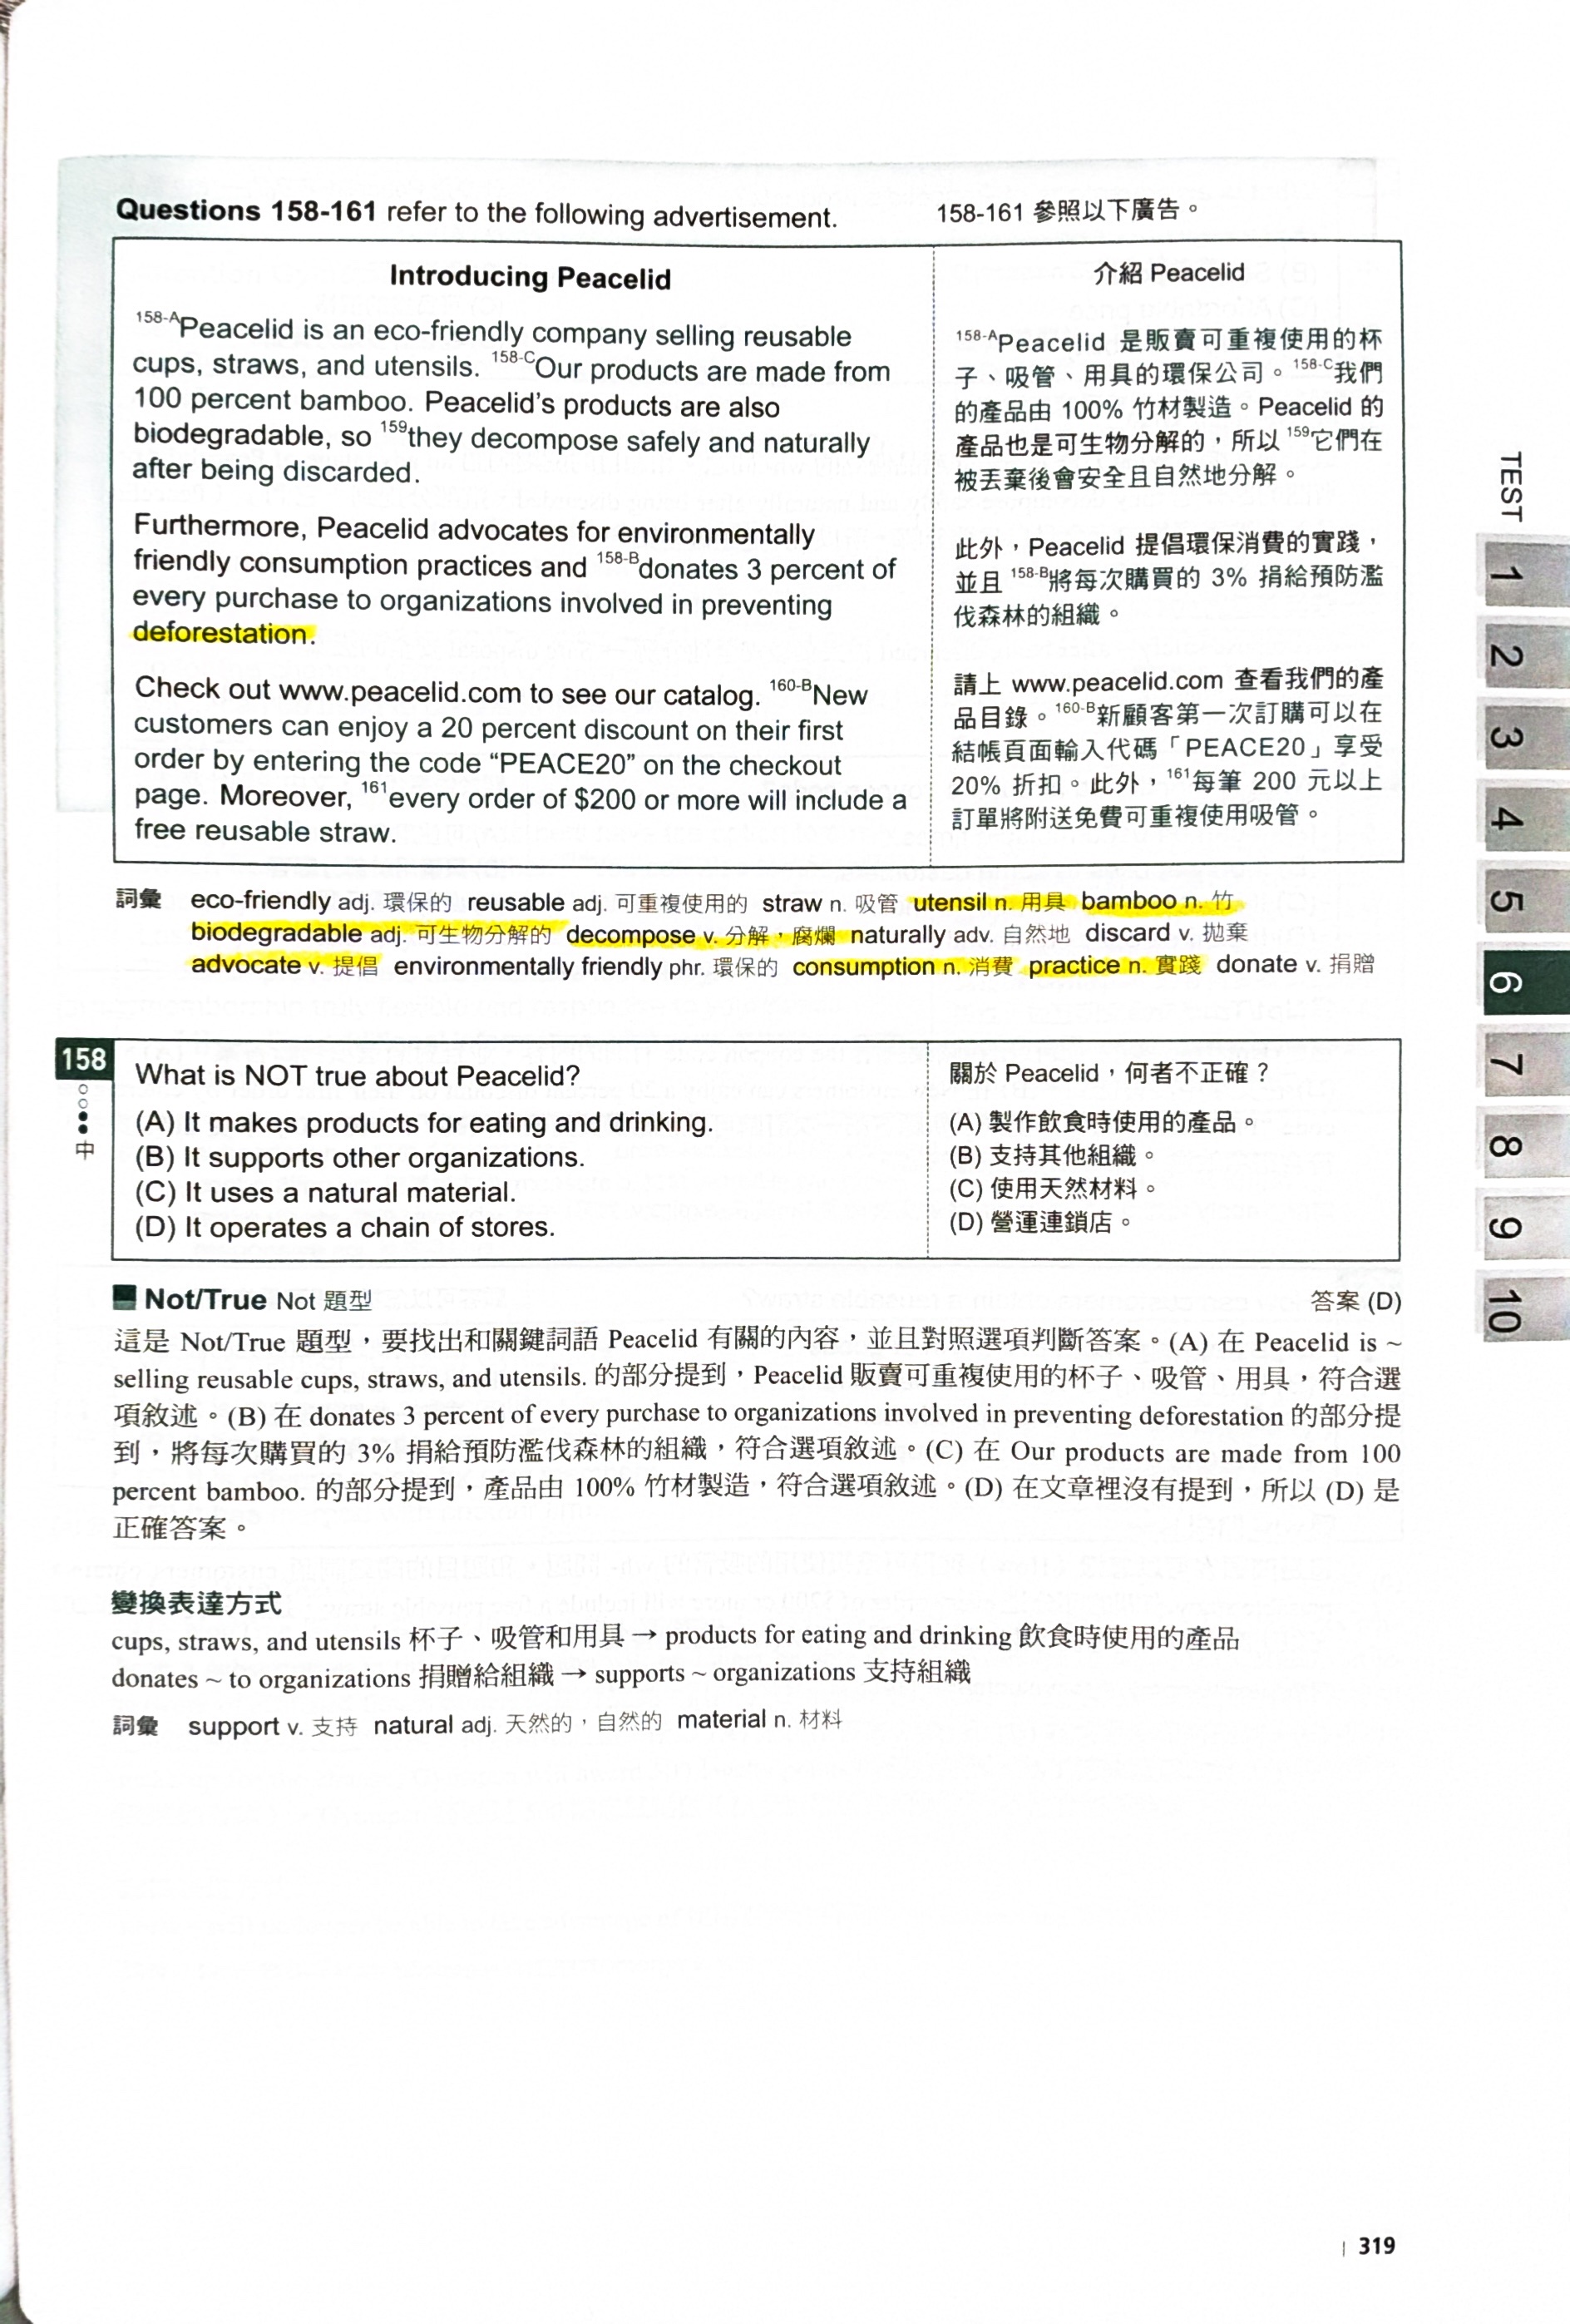 Questions 158-161 refer to the following advertisement.
158-161 參照以下廣告。
Introducing Peacelid
158-APeacelid is an eco-friendly company selling reusable
cups, straws, and utensils. 158-COur products are made from
100 percent bamboo. Peacelid's products are also
biodegradable, so 159they decompose safely and naturally
after being discarded.
Furthermore, Peacelid advocates for environmentally
friendly consumption practices and 158-Bdonates 3 percent of
every purchase to organizations involved in preventing
deforestation.
Check out www.peacelid.com to see our catalog. 160-BNew
customers can enjoy a 20 percent discount on their first
order by entering the code “PEACE20” on the checkout
page. Moreover, 161every order of $200 or more will include a
free reusable straw.
介紹 Peacelid
158-APeacelid 是販賣可重複使用的杯
子、吸管、用具的環保公司。158-C我們
的產品由 100% 竹材製造。Peacelid 的
產品也是可生物分解的，所以 159它們在
被丟棄後會安全且自然地分解。
此外，Peacelid 提倡環保消費的實踐，
並且 158-B將每次購買的 3% 捐給預防濫
伐森林的組織。
請上 www.peacelid.com 查看我們的產
品目錄。160-B新顧客第一次訂購可以在
結帳頁面輸入代碼「PEACE20」享受
20% 折扣。此外，161每筆 200 元以上
訂單將附送免費可重複使用吸管。
詞彙 eco-friendly adj. 環保的 reusable adj. 可重複使用的 straw n. 吸管 utensil n. 用具 bamboo n. 竹
biodegradable adj. 可生物分解的 decompose v. 分解，腐爛 naturally adv. 自然地 discard v. 拋棄
advocate v. 提倡 environmentally friendly phr. 環保的 consumption n. 消費 practice n. 實踐 donate v. 捐贈
158
中
What is NOT true about Peacelid?
(A) It makes products for eating and drinking.
(B) It supports other organizations.
(C) It uses a natural material.
(D) It operates a chain of stores.
關於 Peacelid，何者不正確？
(A) 製作飲食時使用的產品。
(B) 支持其他組織。
(C) 使用天然材料。
(D) 營運連鎖店。
Not/True Not 題型
答案 (D)
這是 Not/True 題型，要找出和關鍵詞語 Peacelid 有關的內容，並且對照選項判斷答案。(A) 在 Peacelid is ~
selling reusable cups, straws, and utensils. 的部分提到，Peacelid 販賣可重複使用的杯子、吸管、用具，符合選
項敘述。(B) 在 donates 3 percent of every purchase to organizations involved in preventing deforestation 的部分提
到，將每次購買的 3% 捐給預防濫伐森林的組織，符合選項敘述。(C) 在 Our products are made from 100
percent bamboo. 的部分提到，產品由 100% 竹材製造，符合選項敘述。(D) 在文章裡沒有提到，所以 (D) 是
正確答案。
變換表達方式
cups, straws, and utensils 杯子、吸管和用具 → products for eating and drinking 飲食時使用的產品
donates ~ to organizations 捐贈給組織 → supports ~ organizations 支持組織
詞彙 support v. 支持 natural adj. 天然的，自然的 material n. 材料
TEST
1
2
3
4
5
6
7
8
9
10
| 319